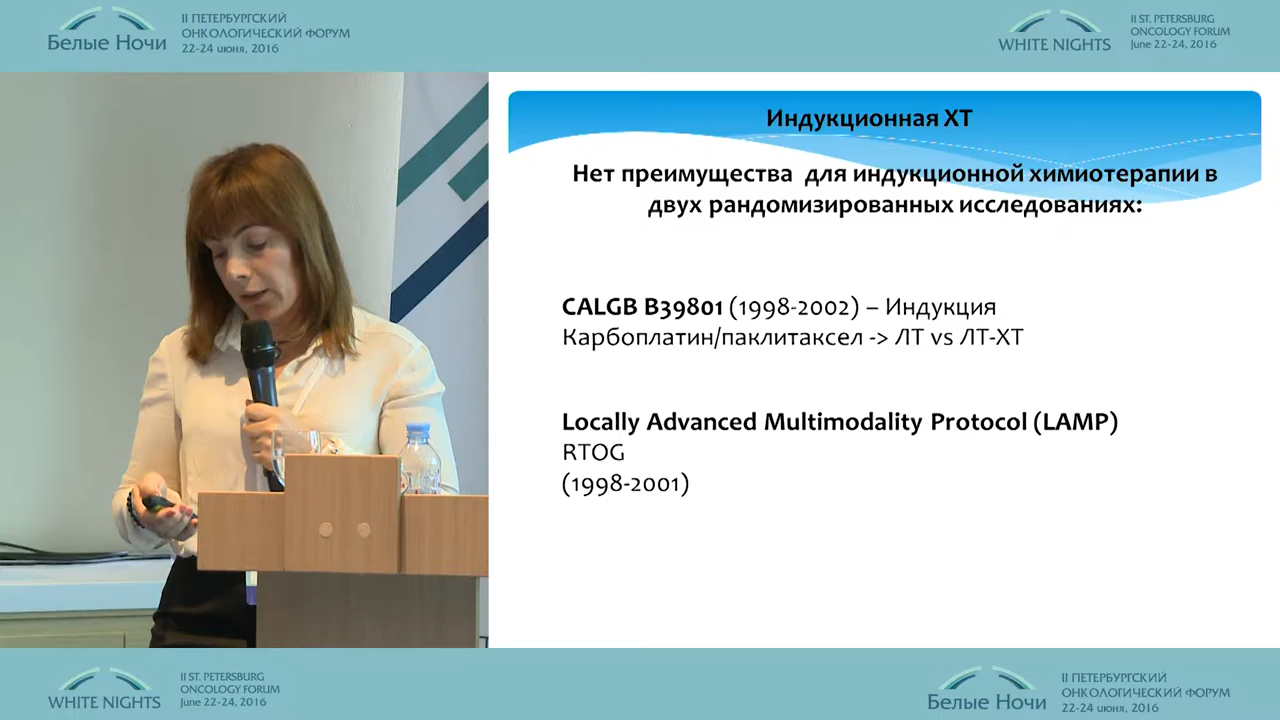 Белые Ночи
II ПЕТЕРБУРГСКИЙ
ОНКОЛОГИЧЕСКИЙ ФОРУМ
22-24 июня, 2016
WHITE NIGHTS
II ST. PETERSBURG
ONCOLOGY FORUM
June 22-24, 2016
Индукционная ХТ
Нет преимущества для индукционной химиотерапии в
двух рандомизированных исследованиях:
CALGB B39801 (1998-2002) – Индукция
Карбоплатин/паклитаксел -> ЛТ vs ЛТ-ХТ
Locally Advanced Multimodality Protocol (LAMP)
RTOG
(1998-2001)
WHITE NIGHTS
II ST. PETERSBURG
ONCOLOGY FORUM
June 22-24, 2016
Белые Ночи
II ПЕТЕРБУРГСКИЙ
ОНКОЛОГИЧЕСКИЙ ФОРУМ
22-24 июня, 2016